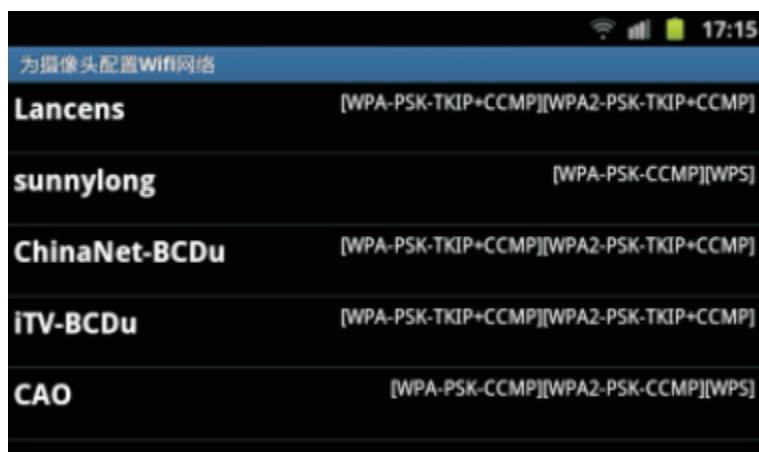 17:15
为摄像头配置Wifi网络
Lancens [WPA-PSK-TKIP+CCMP][WPA2-PSK-TKIP+CCMP]
sunnylong [WPA-PSK-CCMP][WPS]
ChinaNet-BCDu [WPA-PSK-TKIP+CCMP][WPA2-PSK-TKIP+CCMP]
iTV-BCDu [WPA-PSK-TKIP+CCMP][WPA2-PSK-TKIP+CCMP]
CAO [WPA-PSK-CCMP][WPA2-PSK-CCMP][WPS]